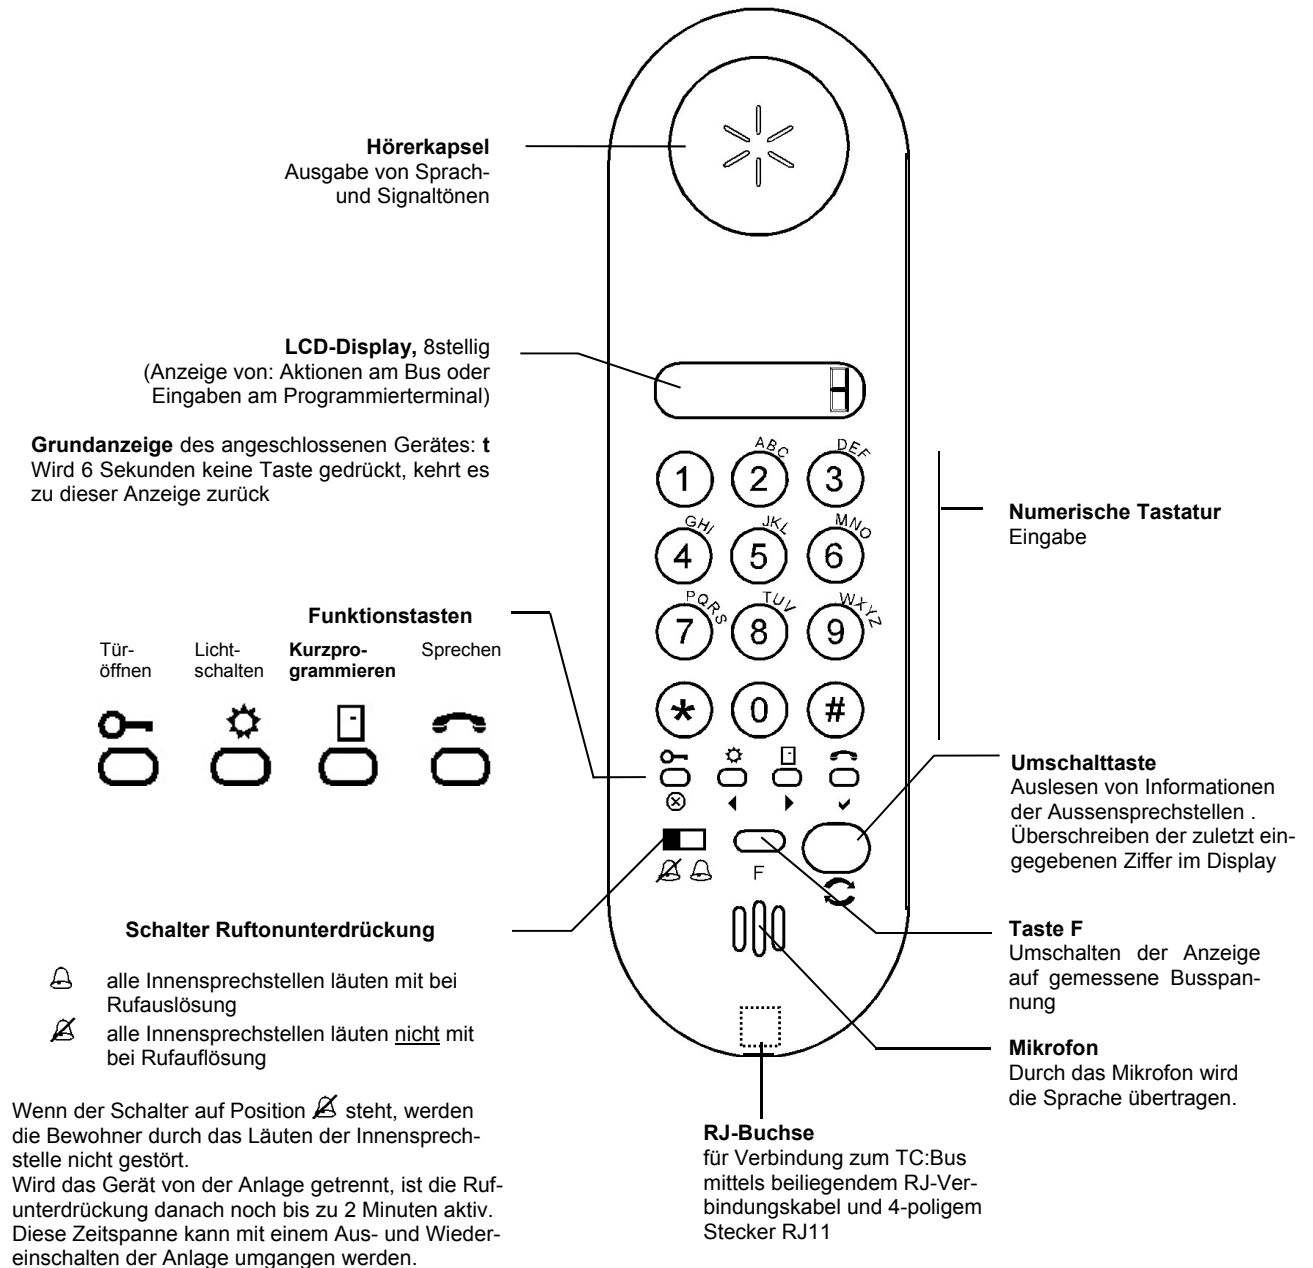 Hörerkapsel
Ausgabe von Sprach-
und Signaltönen
LCD-Display, 8stellig
(Anzeige von: Aktionen am Bus oder
Eingaben am Programmierterminal)
Grundanzeige des angeschlossenen Gerätes: t
Wird 6 Sekunden keine Taste gedrückt, kehrt es
zu dieser Anzeige zurück
ABC
DEF
1
2
3
GHI
JKL
MNO
4
5
6
PQRS
TUV
WXYZ
7
8
9
*
0
#
F
Numerische Tastatur
Eingabe
Funktionstasten
Tür-
öffnen
Licht-
schalten
Kurzpro-
grammieren
Sprechen
Umschalttaste
Auslesen von Informationen
der Aussensprechstellen .
Überschreiben der zuletzt ein-
gegebenen Ziffer im Display
Schalter Ruftonunterdrückung
alle Innensprechstellen läuten mit bei
Rufauslösung
alle Innensprechstellen läuten nicht mit
bei Rufauflösung
Taste F
Umschalten der Anzeige
auf gemessene Busspan-
nung
Mikrofon
Durch das Mikrofon wird
die Sprache übertragen.
Wenn der Schalter auf Position steht, werden
die Bewohner durch das Läuten der Innensprech-
stelle nicht gestört.
Wird das Gerät von der Anlage getrennt, ist die Ruf-
unterdrückung danach noch bis zu 2 Minuten aktiv.
Diese Zeitspanne kann mit einem Aus- und Wieder-
einschalten der Anlage umgangen werden.
RJ-Buchse
für Verbindung zum TC:Bus
mittels beiliegendem RJ-Ver-
bindungskabel und 4-poligem
Stecker RJ11